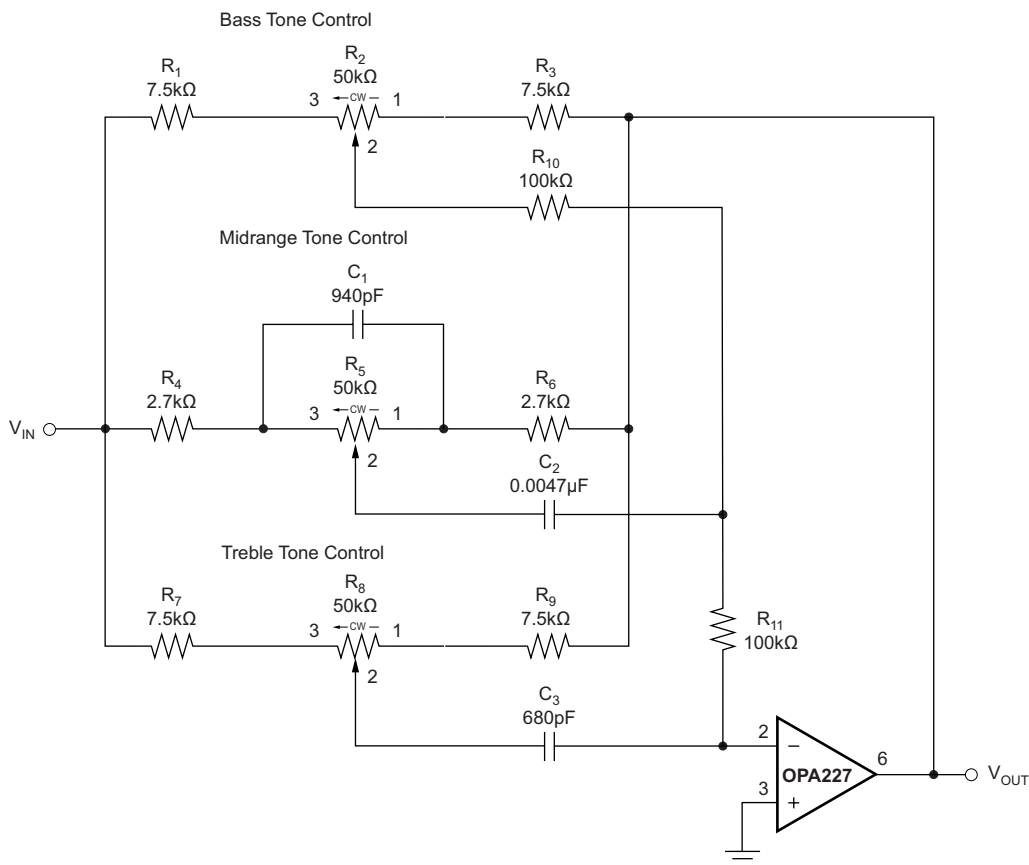 Bass Tone Control
R1
7.5kΩ
R2
50kΩ
R3
7.5kΩ
3
CW
1
2
R10
100kΩ
Midrange Tone Control
C1
940pF
R4
2.7kΩ
R5
50kΩ
R6
2.7kΩ
3
CW
1
VIN
2
C2
0.0047µF
Treble Tone Control
R7
7.5kΩ
R8
50kΩ
R9
7.5kΩ
3
CW
1
2
R11
100kΩ
C3
680pF
2
−
OPA227
6
3
+
VOUT